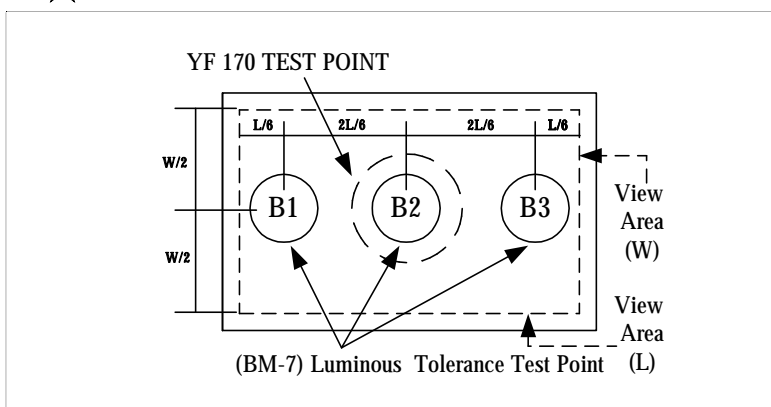 YF 170 TEST POINT
L/6 2L/6 2L/6 L/6
W/2
B1 B2 B3
W/2
View
Area
(W)
View
Area
(L)
(BM-7) Luminous Tolerance Test Point